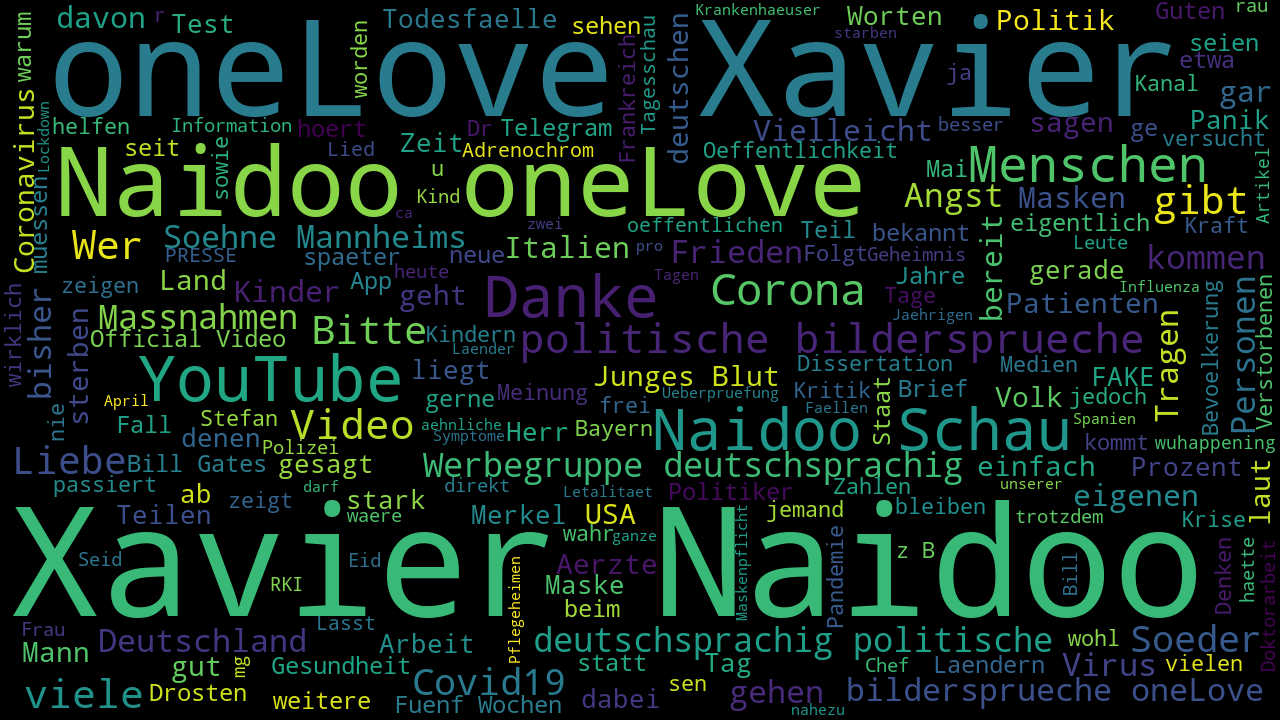 davon r Test Todesfaelle sehen Krankenhaeuser Worten Politik Guten rau
oneLove Xavier
warum worden Frankreich Tagesschau deutschen starben ja seien etwa Kanal gar
helfen Information hoert Dr Telegram Vielleicht besser sagen ge Panik
Coronavirus Lockdown seit sowie Lied Zeit Adrenochrom Oeffentlichkeit versucht
Naidoo oneLove Menschen
u Kind Mai Angst Masken gibt Artikel
muessen ca zwei oeffentlichen Teil bekannt eigentlich Kraft
Wer Soehne Mannheims Italien Frieden Folgt Geheimnis Leute kommen
PRESSE spaeter neue pro bereit
zeigen Land Kinder App heute geht Tagen Jahre gerade Influenza
Danke Corona Tage Jaehrigen Patienten
wirklich bisher sterben Massnahmen Bitte Kindern politische bildersprueche Tragen Bevoelkerung Personen Verstorbenen
Official Video Laender
YouTube liegt Junges Blut Dissertation Medien FAKE
April gerne Meinung Ueberpruefung Kritik Brief Volk jedoch
nie Fall Stefan Video aehnliche frei Faellen Staat Spanien
denen Polizei Symptome Herr Bayern Naidoo Schau kommt wuhappening
Liebe Bill Gates gesagt Werbegruppe deutschsprachig einfach Prozent
passiert ab zeigt darf stark direkt Letalitaet Politiker Zahlen unserer eigenen laut
Teilen waere Merkel USA jemand bleiben trotzdem Krise
Xavier Naidoo
wahr ganze Maskenpflicht
Seid RKI Eid Aerzte Maske Pandemie z B Bill Denken haette Doktorarbeit
Pflegeheimen beim
Frau Lasst
Mann Deutschland Arbeit deutschsprachig politische wohl Soeder
gut mg Gesundheit statt Tag Chef Laendern Virus vielen
viele Drosten weitere Covid19 sen gehen bildersprueche oneLove
Fuenf Wochen dabei nahezu